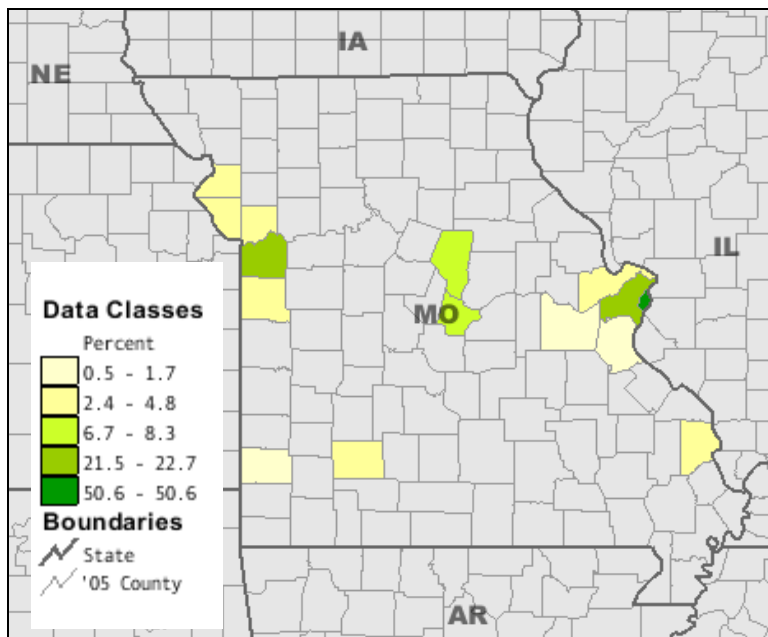 IA
NE
IL
MO
AR
Data Classes
Percent
0.5 - 1.7
2.4 - 4.8
6.7 - 8.3
21.5 - 22.7
50.6 - 50.6
Boundaries
State
'05 County